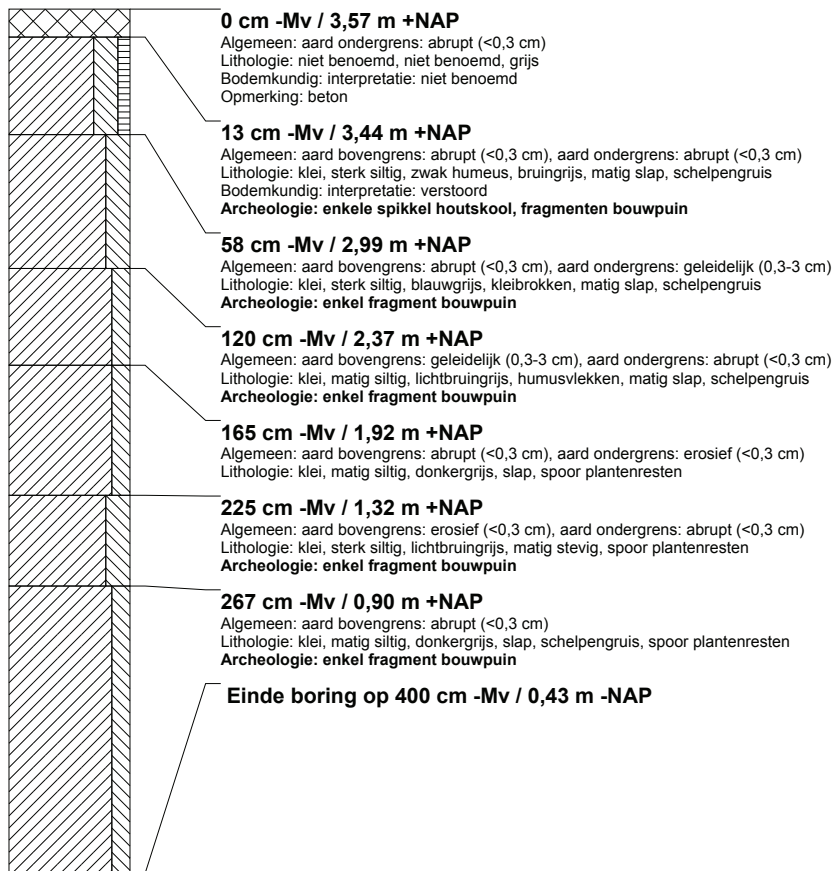 0 cm -Mv / 3,57 m +NAP
Algemeen: aard ondergrens: abrupt (<0,3 cm)
Lithologie: niet benoemd, niet benoemd, grijs
Bodemkundig: interpretatie: niet benoemd
Opmerking: beton
13 cm -Mv / 3,44 m +NAP
Algemeen: aard bovengrens: abrupt (<0,3 cm), aard ondergrens: abrupt (<0,3 cm)
Lithologie: klei, sterk siltig, zwak humeus, bruingrijs, matig slap, schelpengruis
Bodemkundig: interpretatie: verstoord
Archeologie: enkele spikkel houtskool, fragmenten bouwpuin
58 cm -Mv / 2,99 m +NAP
Algemeen: aard bovengrens: abrupt (<0,3 cm), aard ondergrens: geleidelijk (0,3-3 cm)
Lithologie: klei, sterk siltig, blauwgrijs, kleibrokken, matig slap, schelpengruis
Archeologie: enkel fragment bouwpuin
120 cm -Mv / 2,37 m +NAP
Algemeen: aard bovengrens: geleidelijk (0,3-3 cm), aard ondergrens: abrupt (<0,3 cm)
Lithologie: klei, matig siltig, lichtbruingrijs, humusvlekken, matig slap, schelpengruis
Archeologie: enkel fragment bouwpuin
165 cm -Mv / 1,92 m +NAP
Algemeen: aard bovengrens: abrupt (<0,3 cm), aard ondergrens: erosief (<0,3 cm)
Lithologie: klei, matig siltig, donkergrijs, slap, spoor plantenresten
225 cm -Mv / 1,32 m +NAP
Algemeen: aard bovengrens: erosief (<0,3 cm), aard ondergrens: abrupt (<0,3 cm)
Lithologie: klei, sterk siltig, lichtbruingrijs, matig stevig, spoor plantenresten
Archeologie: enkel fragment bouwpuin
267 cm -Mv / 0,90 m +NAP
Algemeen: aard bovengrens: abrupt (<0,3 cm)
Lithologie: klei, matig siltig, donkergrijs, slap, schelpengruis, spoor plantenresten
Archeologie: enkel fragment bouwpuin
Einde boring op 400 cm -Mv / 0,43 m -NAP